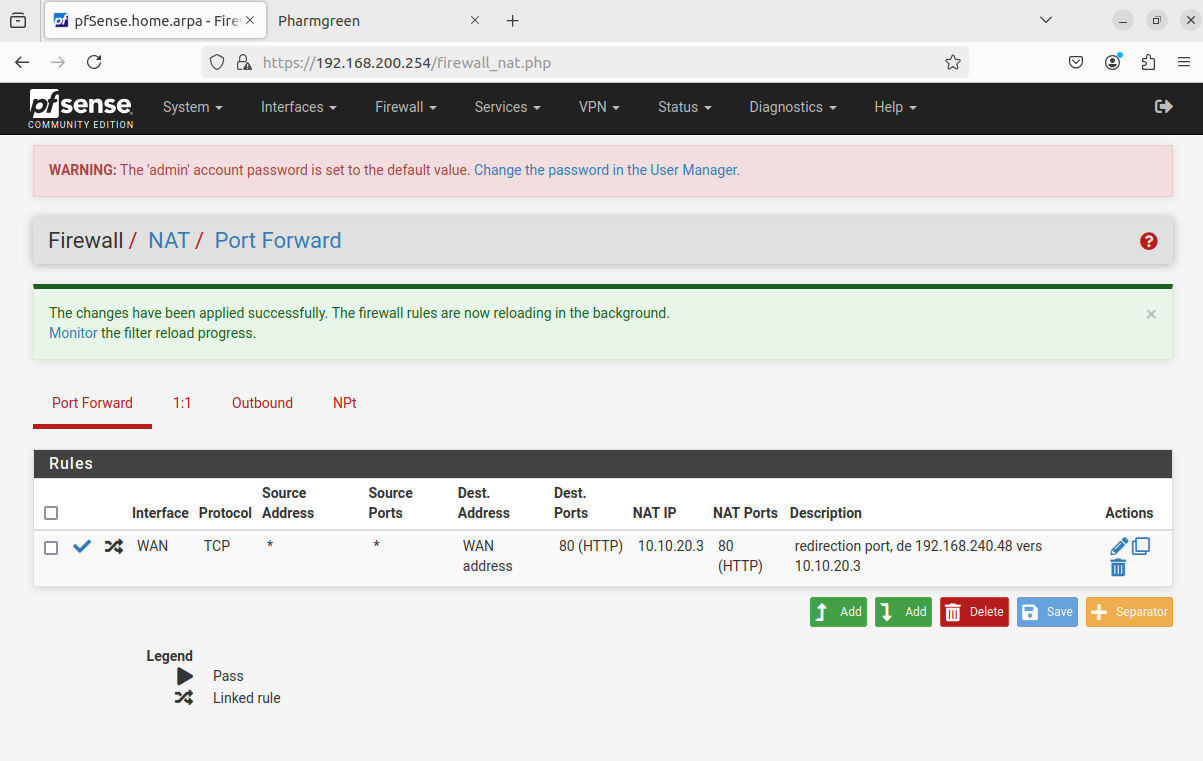 pfSense.home.arpa - Fire
Pharmgreen
https://192.168.200.254/firewall_nat.php
pfsense
COMMUNITY EDITION
System
Interfaces
Firewall
Services
VPN
Status
Diagnostics
Help
WARNING: The 'admin' account password is set to the default value. Change the password in the User Manager.
Firewall / NAT / Port Forward
The changes have been applied successfully. The firewall rules are now reloading in the background.
Monitor the filter reload progress.
Port Forward
1:1
Outbound
NPt
Rules
Interface
Protocol
Source
Address
Source
Ports
Dest.
Address
Dest.
Ports
NAT IP
NAT Ports
Description
Actions
WAN
TCP
*
*
WAN
address
80 (HTTP)
10.10.20.3
80
(HTTP)
redirection port, de 192.168.240.48 vers
10.10.20.3
Add
Add
Delete
Save
Separator
Legend
Pass
Linked rule